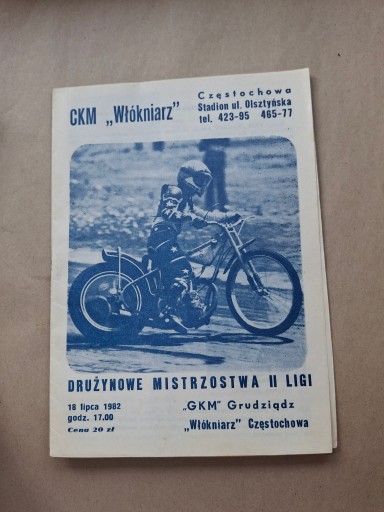 CKM „Włókniarz"
Częstochowa
Stadion ul. Olsztyńska
tel. 423-95 465-77
DRUŻYNOWE MISTRZOSTWA II LIGI
18 lipca 1982
godz. 17.00
Cena 20 zł
„GKM" Grudziądz
„Włókniarz" Częstochowa